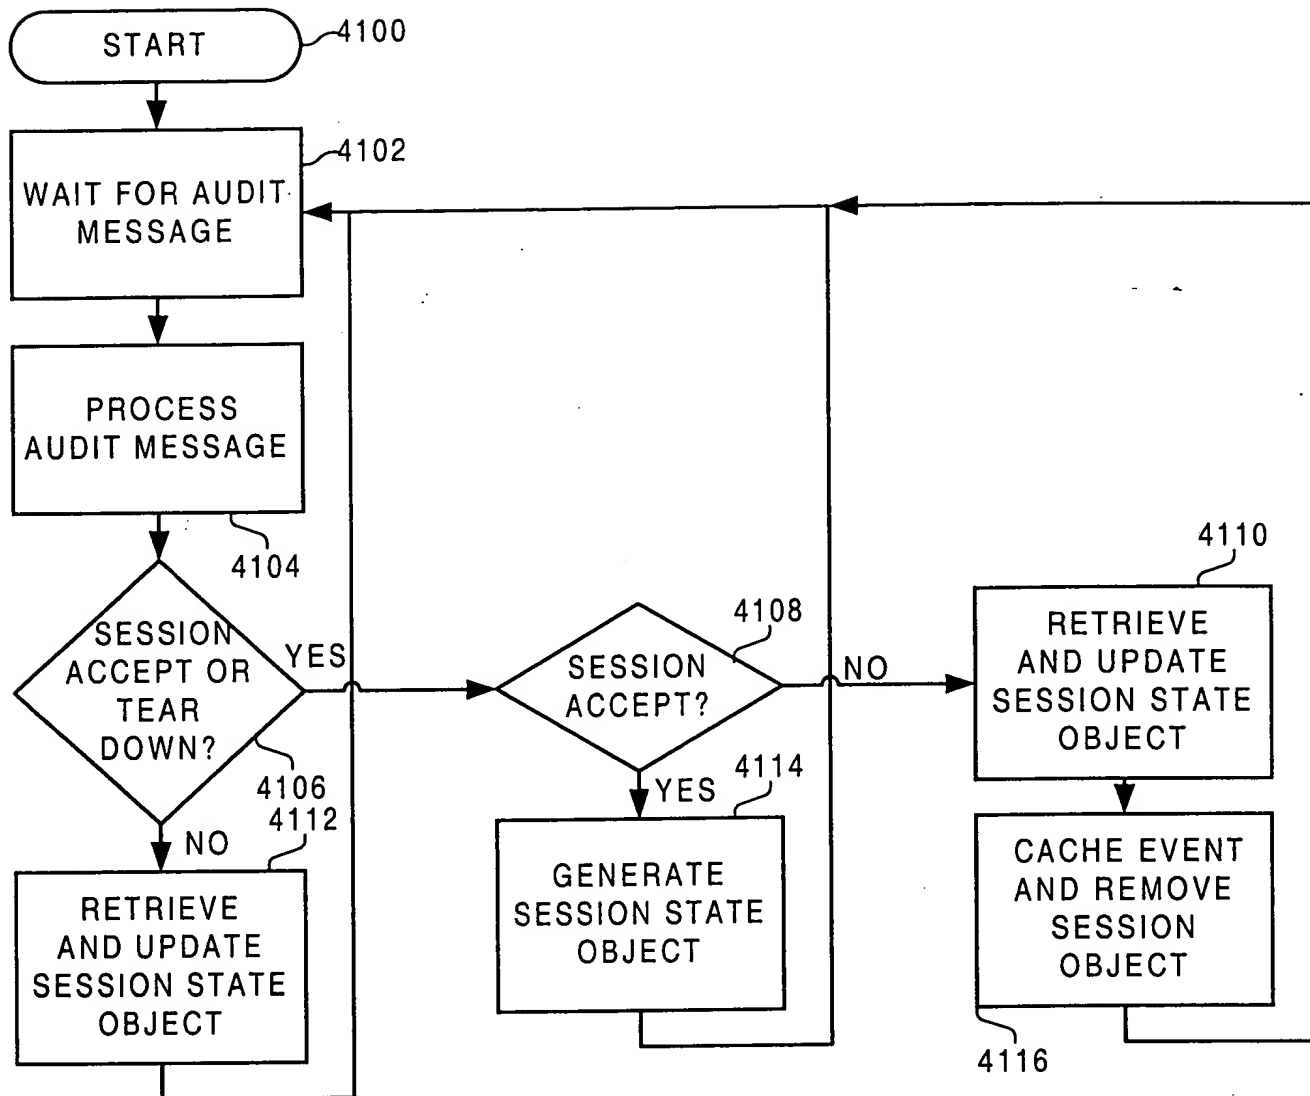 START
4100
4102
WAIT FOR AUDIT
MESSAGE
PROCESS
AUDIT MESSAGE
4104
SESSION
ACCEPT OR
TEAR
DOWN?
YES
4106
NO
4112
RETRIEVE
AND UPDATE
SESSION STATE
OBJECT
4108
SESSION
ACCEPT?
NO
YES
4114
GENERATE
SESSION STATE
OBJECT
4110
RETRIEVE
AND UPDATE
SESSION STATE
OBJECT
CACHE EVENT
AND REMOVE
SESSION
OBJECT
4116